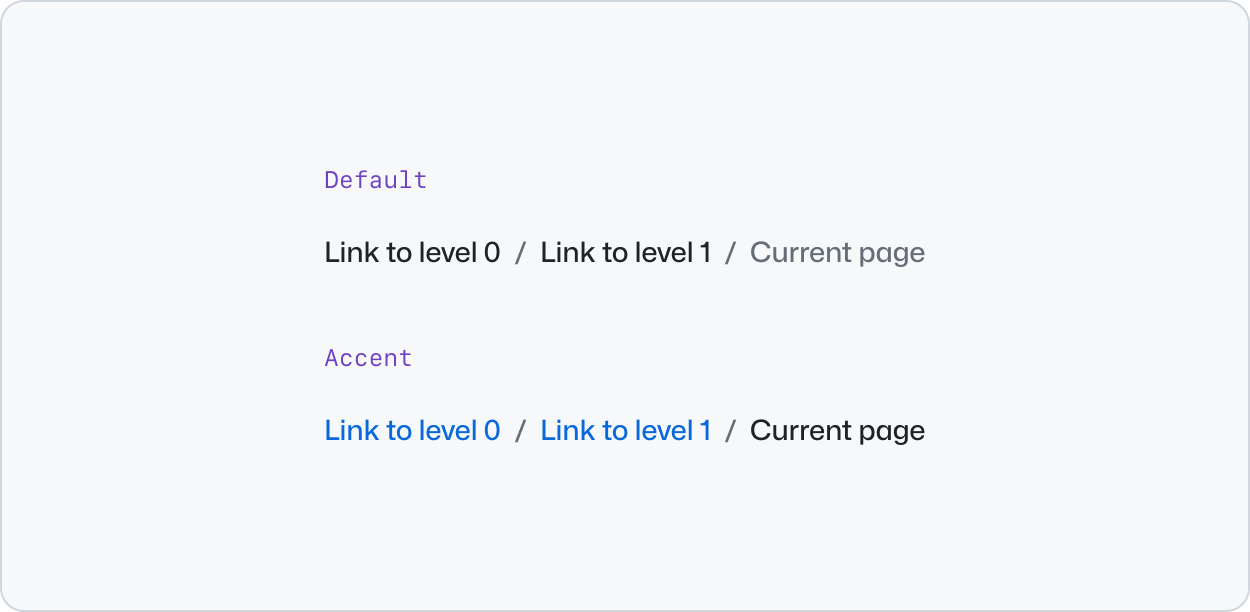 Default
Link to level 0 / Link to level 1 / Current page
Accent
Link to level 0 / Link to level 1 / Current page